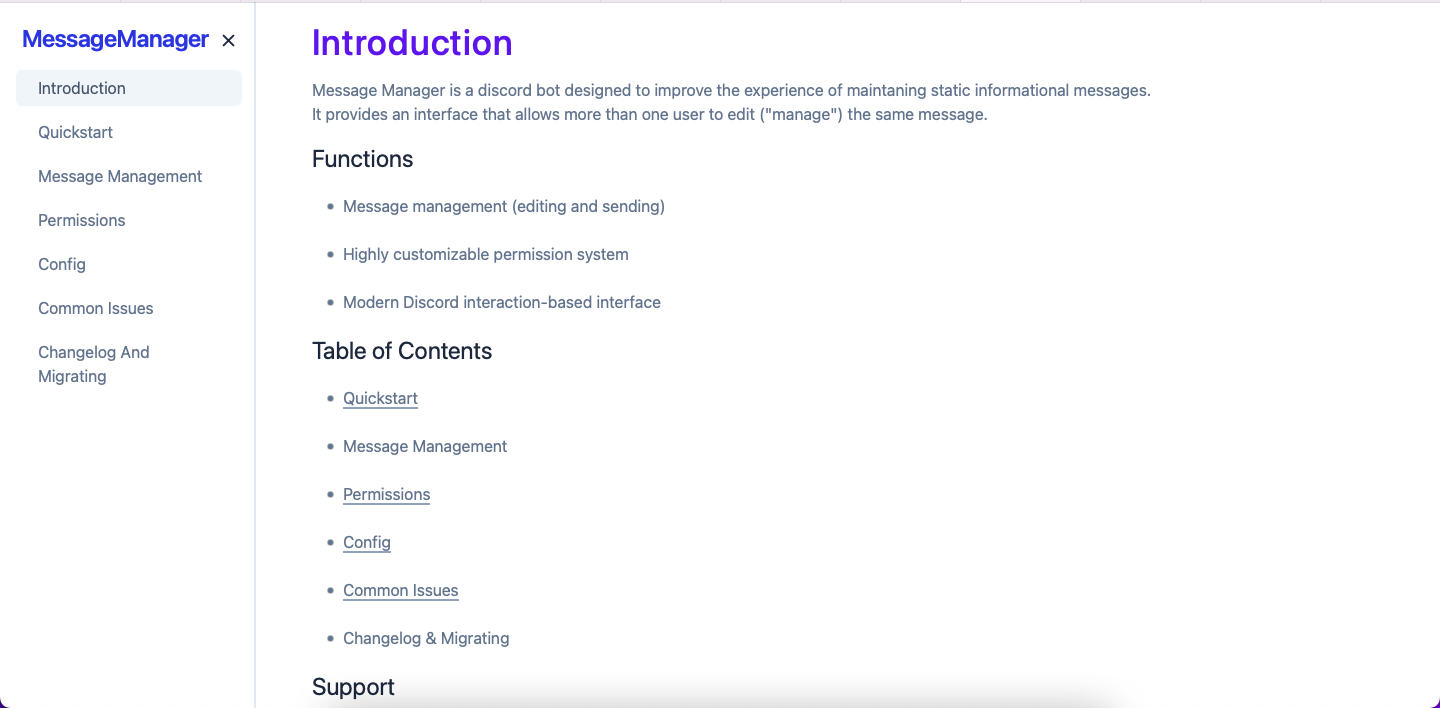 MessageManager
Introduction
Quickstart
Message Management
Permissions
Config
Common Issues
Changelog And
Migrating
Introduction
Message Manager is a discord bot designed to improve the experience of maintaning static informational messages.
It provides an interface that allows more than one user to edit ("manage") the same message.
Functions
Message management (editing and sending)
Highly customizable permission system
Modern Discord interaction-based interface
Table of Contents
Quickstart
Message Management
Permissions
Config
Common Issues
Changelog & Migrating
Support